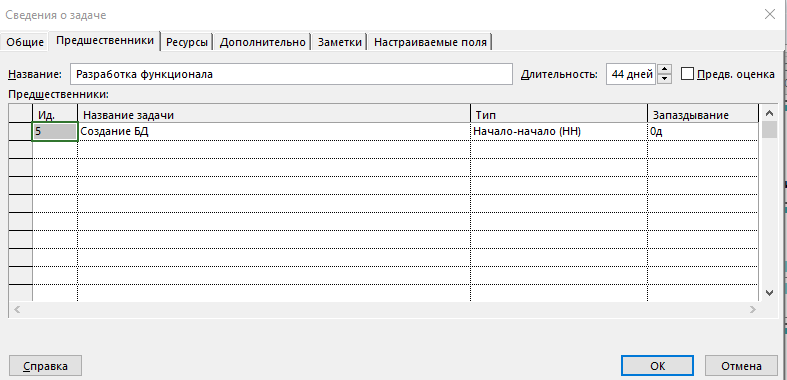 Сведения о задаче
Общие Предшественники Ресурсы Дополнительно Заметки Настраиваемые поля
Название: Разработка функционала Длительность: 44 дней Предв. оценка
Предшественники:
Ид. Название задачи Тип Запаздывание
5 Создание БД Начало-начало (НН) 0д
Справка ОК Отмена